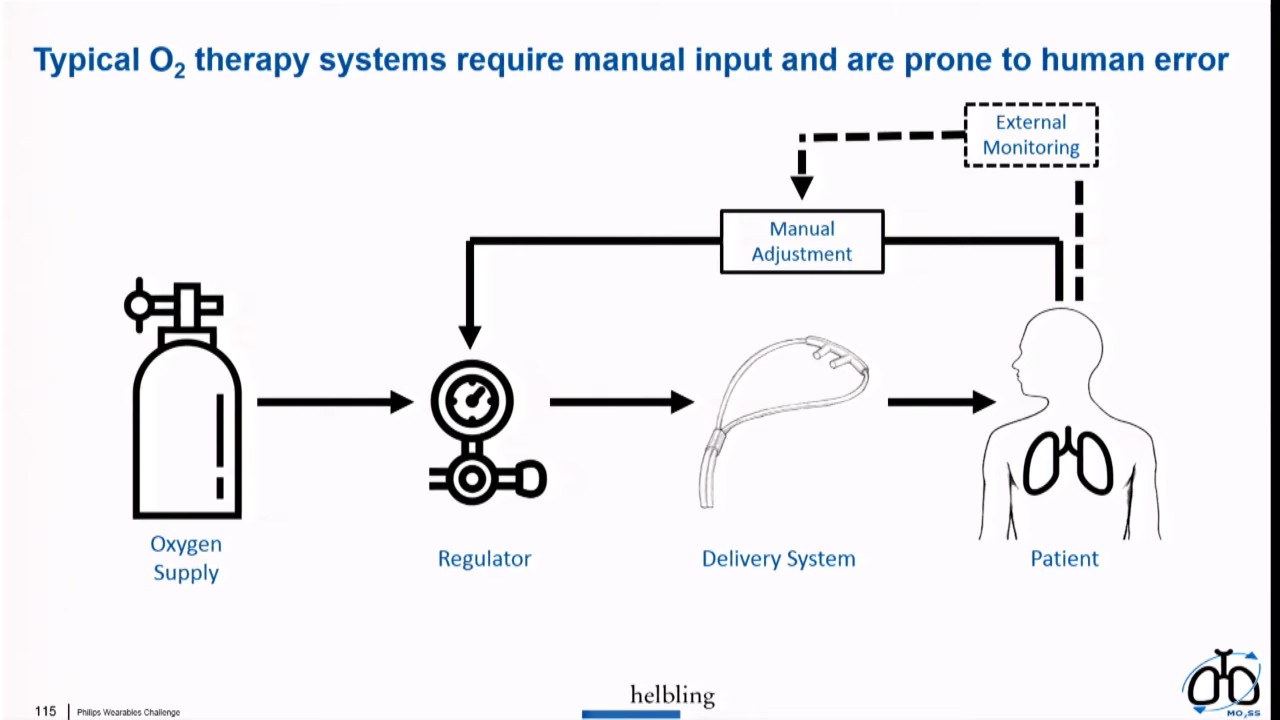 Typical O₂ therapy systems require manual input and are prone to human error
External
Monitoring
Manual
Adjustment
Oxygen
Supply
Regulator
Delivery System
Patient
helbling
115
Philips Wearables Challenge
MO₂SS